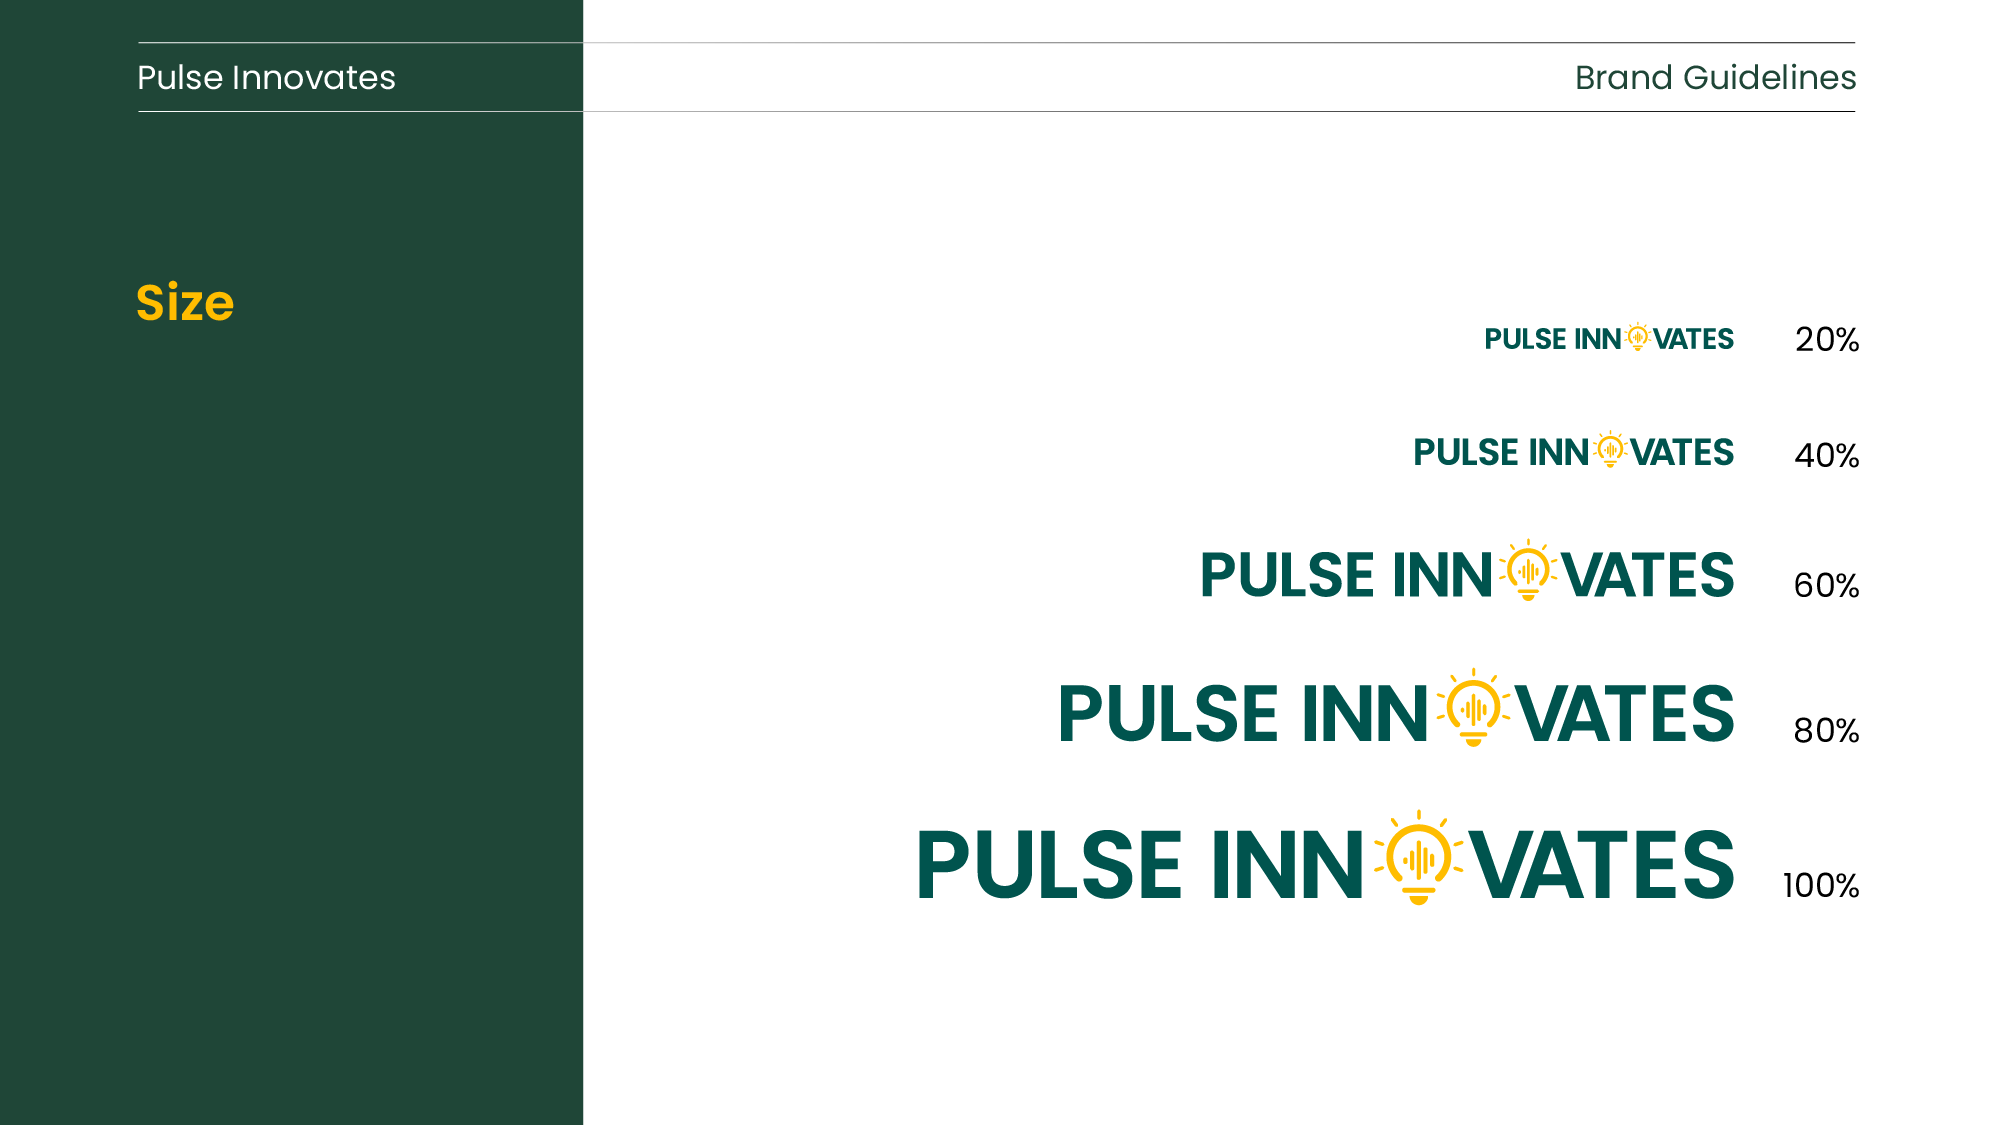 Pulse Innovates
Brand Guidelines
Size
PULSE INNOVATES 20%
PULSE INNOVATES 40%
PULSE INNOVATES 60%
PULSE INNOVATES 80%
PULSE INNOVATES 100%